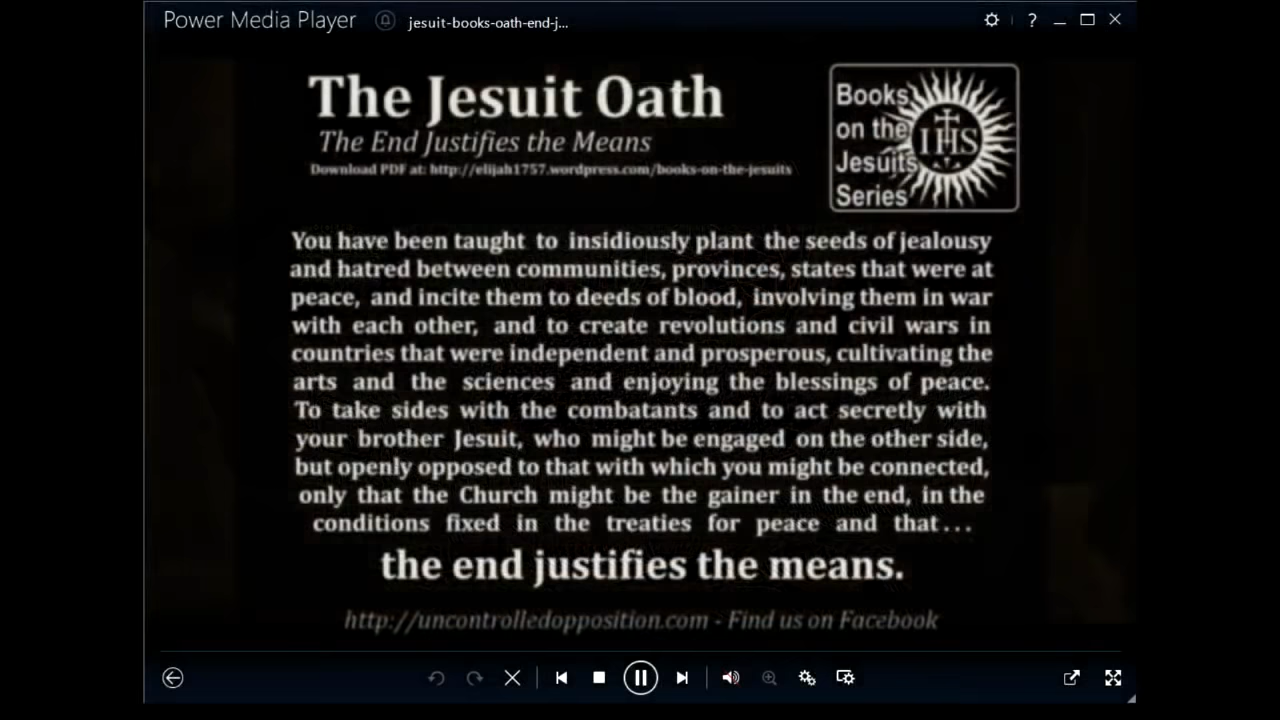 Power Media Player
jesuit-books-oath-end-j...
The Jesuit Oath
The End Justifies the Means
Download PDF at: http://elijah1757.wordpress.com/books-on-the-jesuits
Books
on the
Jesuits
Series
IHS
You have been taught to insidiously plant the seeds of jealousy
and hatred between communities, provinces, states that were at
peace, and incite them to deeds of blood, involving them in war
with each other, and to create revolutions and civil wars in
countries that were independent and prosperous, cultivating the
arts and the sciences and enjoying the blessings of peace.
To take sides with the combatants and to act secretly with
your brother Jesuit, who might be engaged on the other side,
but openly opposed to that with which you might be connected,
only that the Church might be the gainer in the end, in the
conditions fixed in the treaties for peace and that...
the end justifies the means.
http://uncontrolledopposition.com - Find us on Facebook